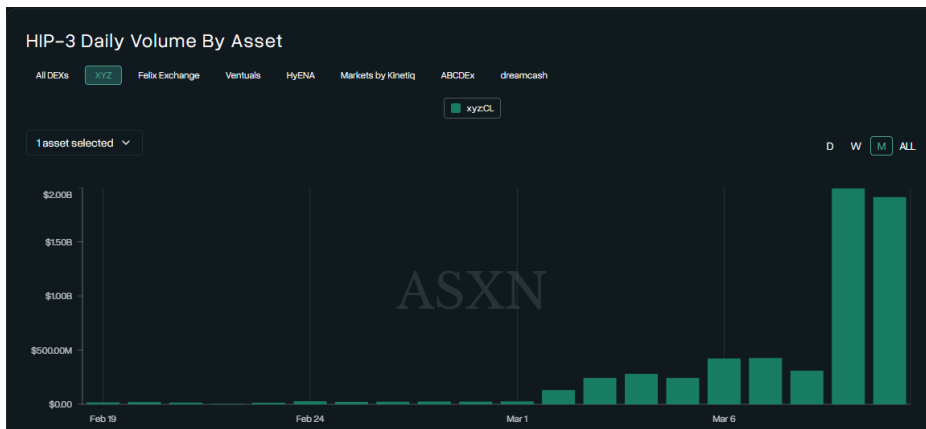 HIP-3 Daily Volume By Asset
All DEXs XYZ Felix Exchange Ventuals HyENA Markets by Kinetiq ABCDEx dreamcash
xyz:CL
1 asset selected
D W M ALL
$2.00B
$1.50B
$1.00B
$500.00M
$0.00
ASXN
Feb 19 Feb 24 Mar 1 Mar 6